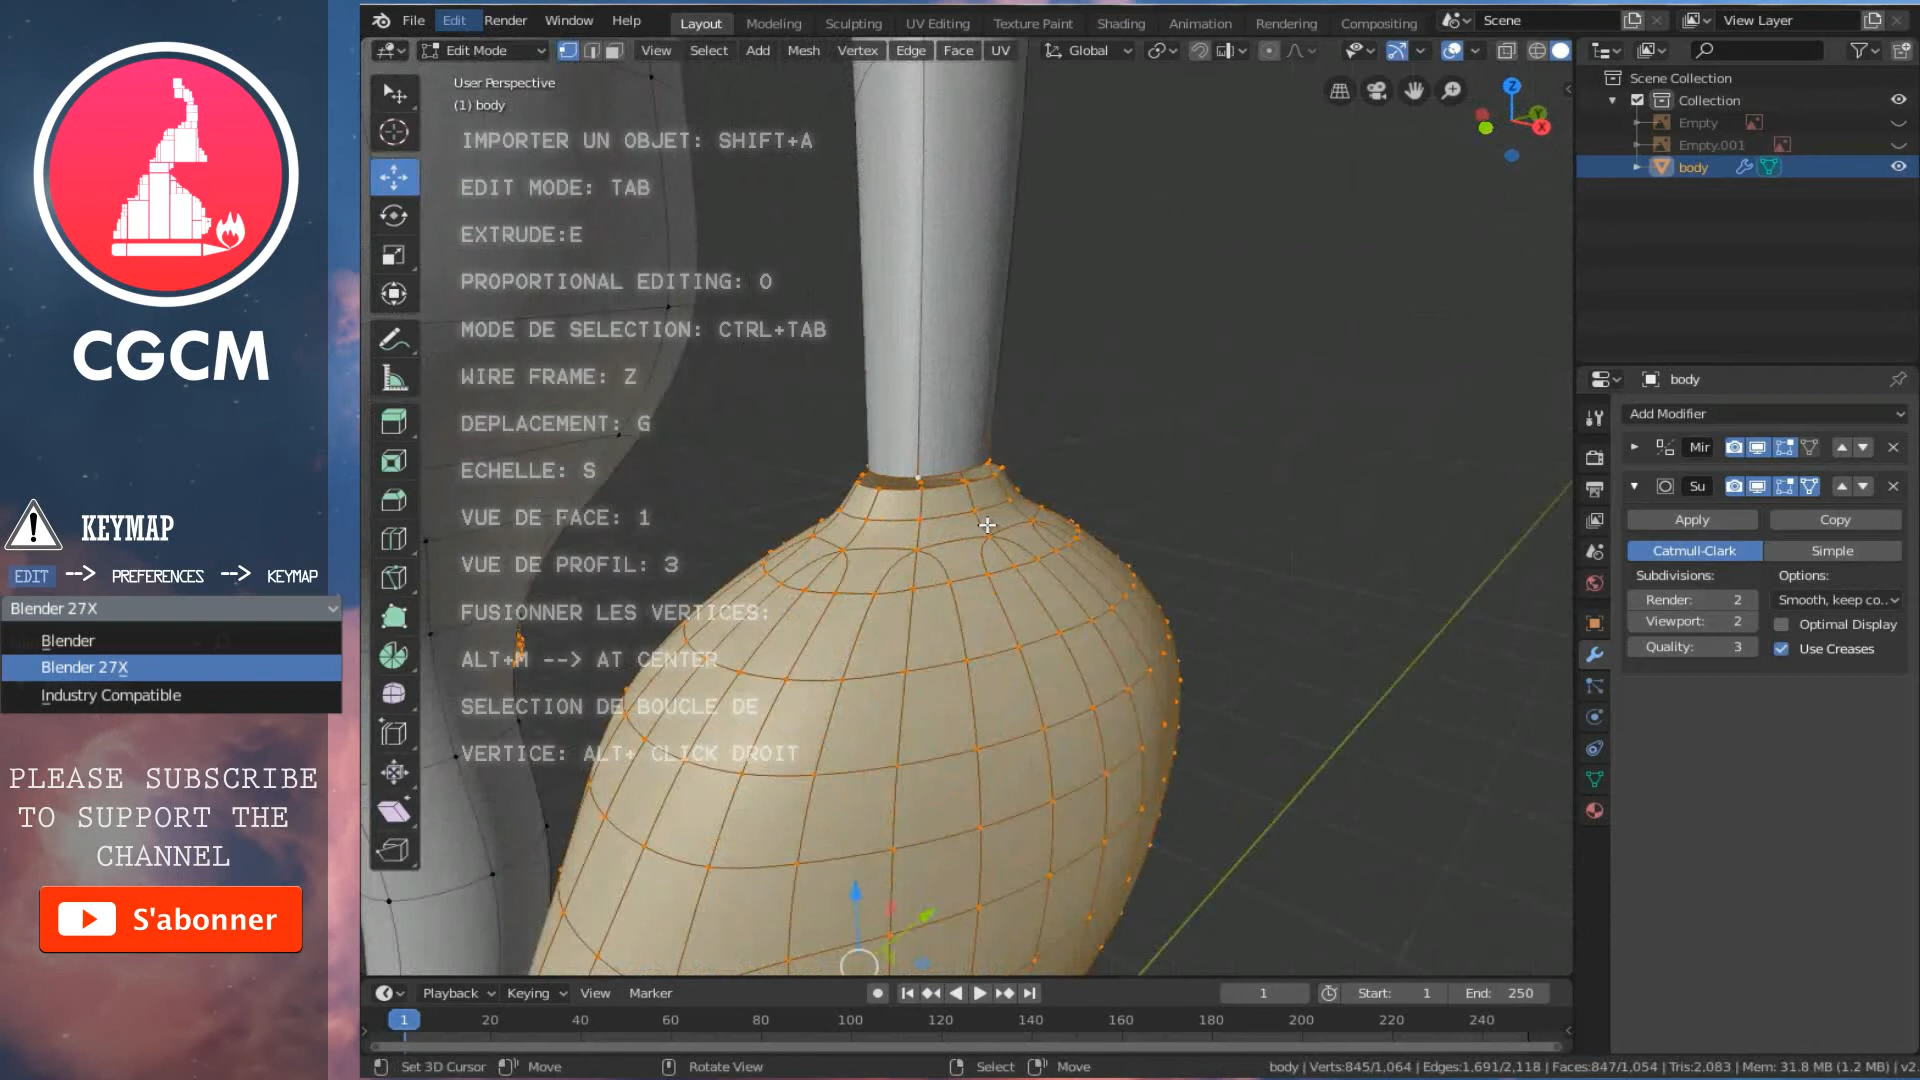 CGCM
KEYMAP
EDIT --> PREFERENCES --> KEYMAP
Blender 27X
Blender
Blender 27X
Industry Compatible
PLEASE SUBSCRIBE
TO SUPPORT THE
CHANNEL
S'abonner
File Edit Render Window Help
Layout Modeling Sculpting UV Editing Texture Paint Shading Animation Rendering Compositing
Scene
View Layer
Edit Mode
View Select Add Mesh Vertex Edge Face UV
Global
User Perspective
(1) body
IMPORTER UN OBJET: SHIFT+A
EDIT MODE: TAB
EXTRUDE:E
PROPORTIONAL EDITING: O
MODE DE SELECTION: CTRL+TAB
WIRE FRAME: Z
DEPLACEMENT: G
ECHELLE: S
VUE DE FACE: 1
VUE DE PROFIL: 3
FUSIONNER LES VERTICES:
ALT+M --> AT CENTER
SELECTION DE BOUCLE DE
VERTICE: ALT+ CLICK DROIT
Z
Y
X
Scene Collection
Collection
Empty
Empty.001
body
body
Add Modifier
Mir
Su
Apply Copy
Catmull-Clark Simple
Subdivisions: Options:
Render: 2 Smooth, keep co..
Viewport: 2 Optimal Display
Quality: 3 Use Creases
Playback Keying View Marker
1 Start: 1 End: 250
1 20 40 60 80 100 120 140 160 180 200 220 240
Set 3D Cursor Move Rotate View Select Move
body | Verts:845/1,064 | Edges:1,691/2,118 | Faces:847/1,054 | Tris:2,083 | Mem: 31.8 MB (1.2 MB) | v2